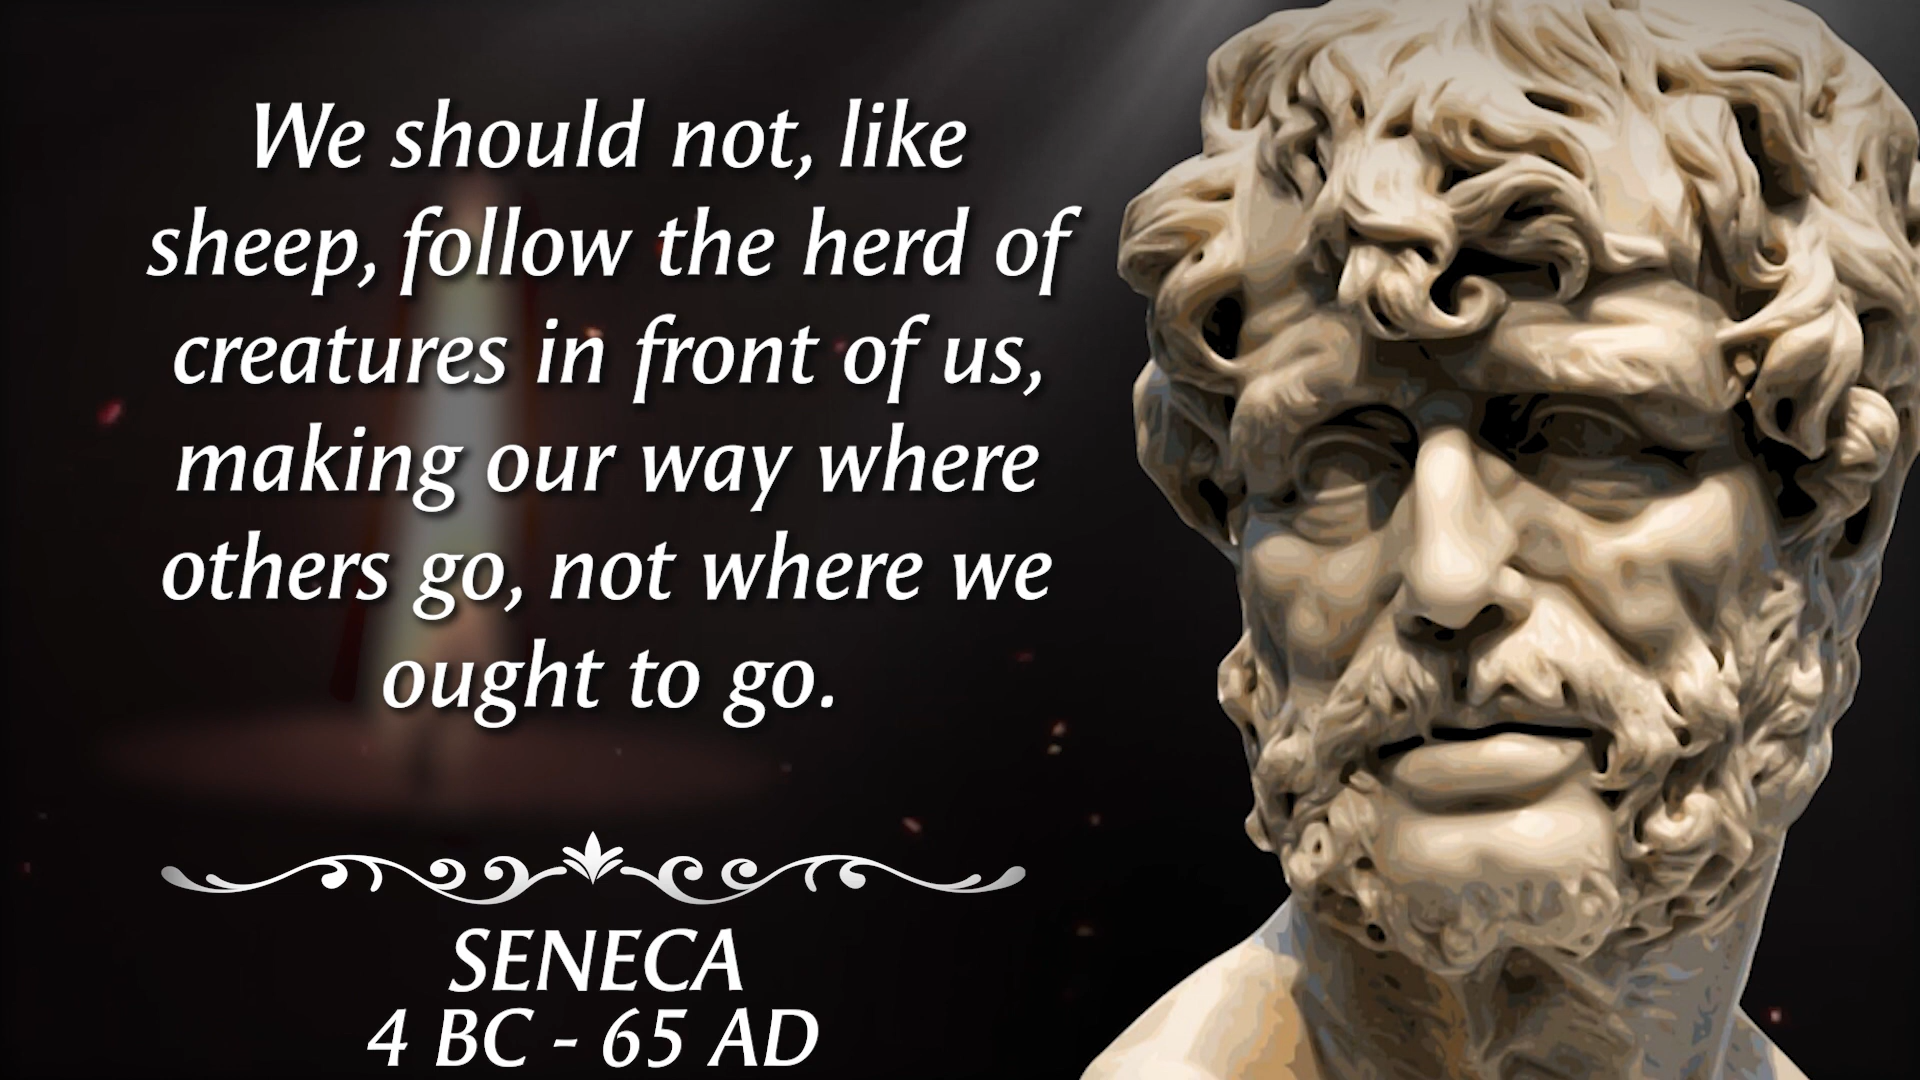 We should not, like
sheep, follow the herd of
creatures in front of us,
making our way where
others go, not where we
ought to go.
SENECA
4 BC - 65 AD